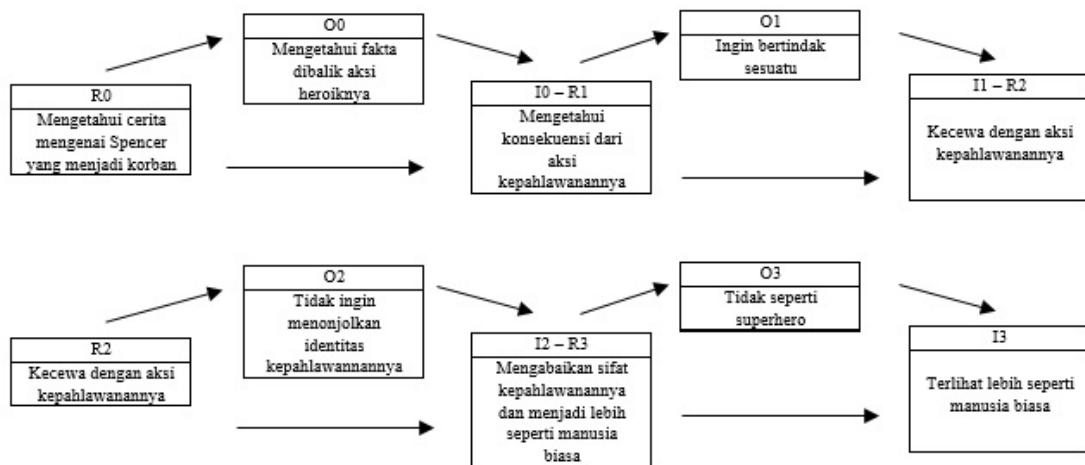 O0
Mengetahui fakta
dibalik aksi
heroiknya
O1
Ingin bertindak
sesuatu
R0
Mengetahui cerita
mengenai Spencer
yang menjadi korban
I0 – R1
Mengetahui
konsekuensi dari
aksi
kepahlawanannya
I1 – R2
Kecewa dengan aksi
kepahlawanannya
O2
Tidak ingin
menonjolkan
identitas
kepahlawannannya
O3
Tidak seperti
superhero
R2
Kecewa dengan aksi
kepahlawanannya
I2 – R3
Mengabaikan sifat
kepahlawanannya
dan menjadi lebih
seperti manusia
biasa
I3
Terlihat lebih seperti
manusia biasa